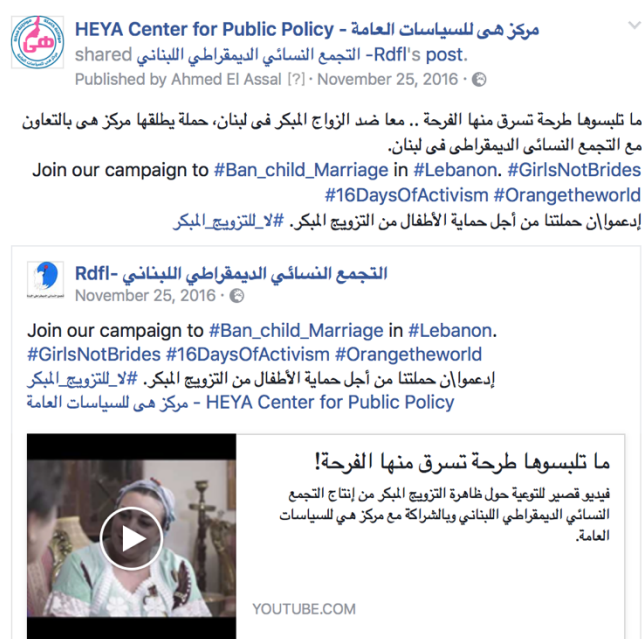 HEYA Center for Public Policy - مركز هى للسياسات العامة
shared التجمع النسائي الديمقراطي اللبناني -Rdfl's post.
Published by Ahmed El Assal [?] · November 25, 2016 ·
ما تلبسوها طرحة تسرق منها الفرحة .. معا ضد الزواج المبكر فى لبنان، حملة يطلقها مركز هى بالتعاون
مع التجمع النسائى الديمقراطى فى لبنان.
Join our campaign to #Ban_child_Marriage in #Lebanon. #GirlsNotBrides
#16DaysOfActivism #Orangetheworld
إدعموا\ن حملتنا من أجل حماية الأطفال من التزويج المبكر. #لا_للتزويج_المبكر
التجمع النسائي الديمقراطي اللبناني -Rdfl
November 25, 2016 ·
Join our campaign to #Ban_child_Marriage in #Lebanon.
#GirlsNotBrides #16DaysOfActivism #Orangetheworld
إدعموا\ن حملتنا من أجل حماية الأطفال من التزويج المبكر. #لا_للتزويج_المبكر
HEYA Center for Public Policy - مركز هى للسياسات العامة
ما تلبسوها طرحة تسرق منها الفرحة!
فيديو قصير للتوعية حول ظاهرة التزويج المبكر من إنتاج التجمع
النسائي الديمقراطي اللبناني وبالشراكة مع مركز هي للسياسات
العامة.
YOUTUBE.COM
هى